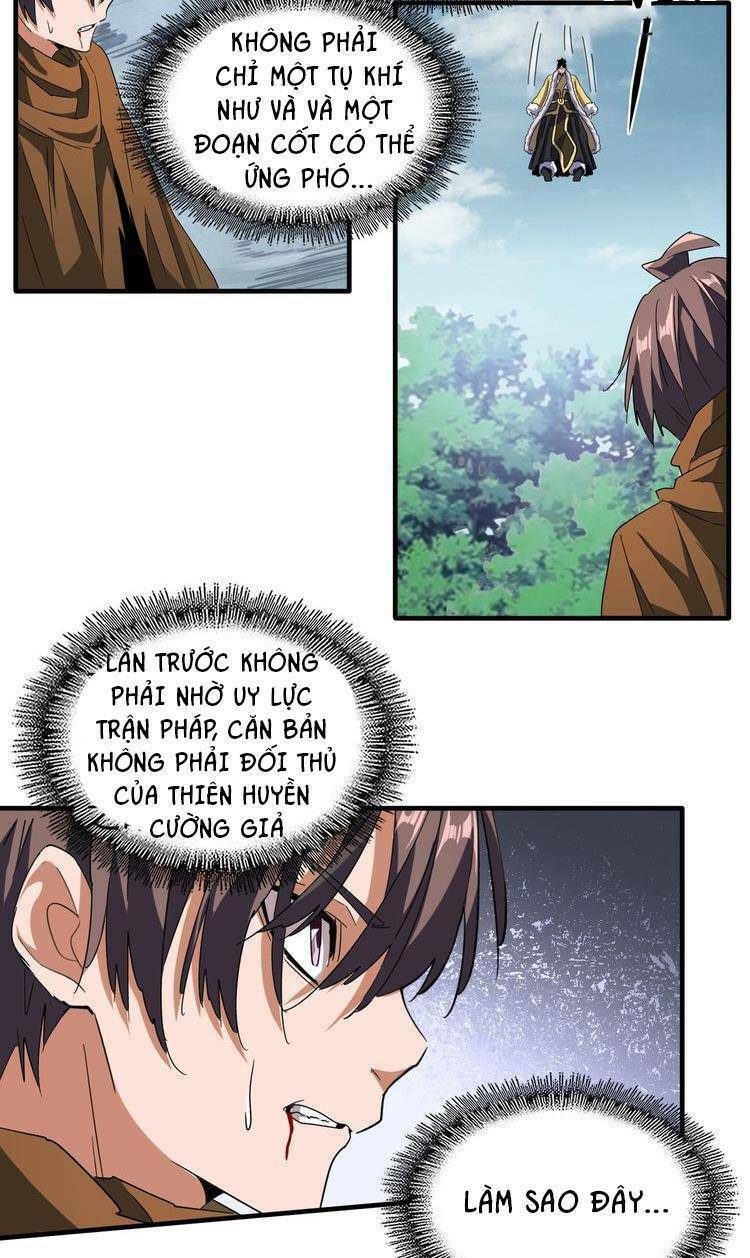 KHÔNG PHẢI
CHỈ MỘT TỤ KHÍ
NHƯ VÀ VÀ MỘT
ĐOẠN CỐT CÓ THỂ
ỨNG PHÓ...
LẦN TRƯỚC KHÔNG
PHẢI NHỜ UY LỰC
TRẬN PHÁP, CĂN BẢN
KHÔNG PHẢI ĐỐI THỦ
CỦA THIÊN HUYỀN
CƯỜNG GIẢ
LÀM SAO ĐÂY...